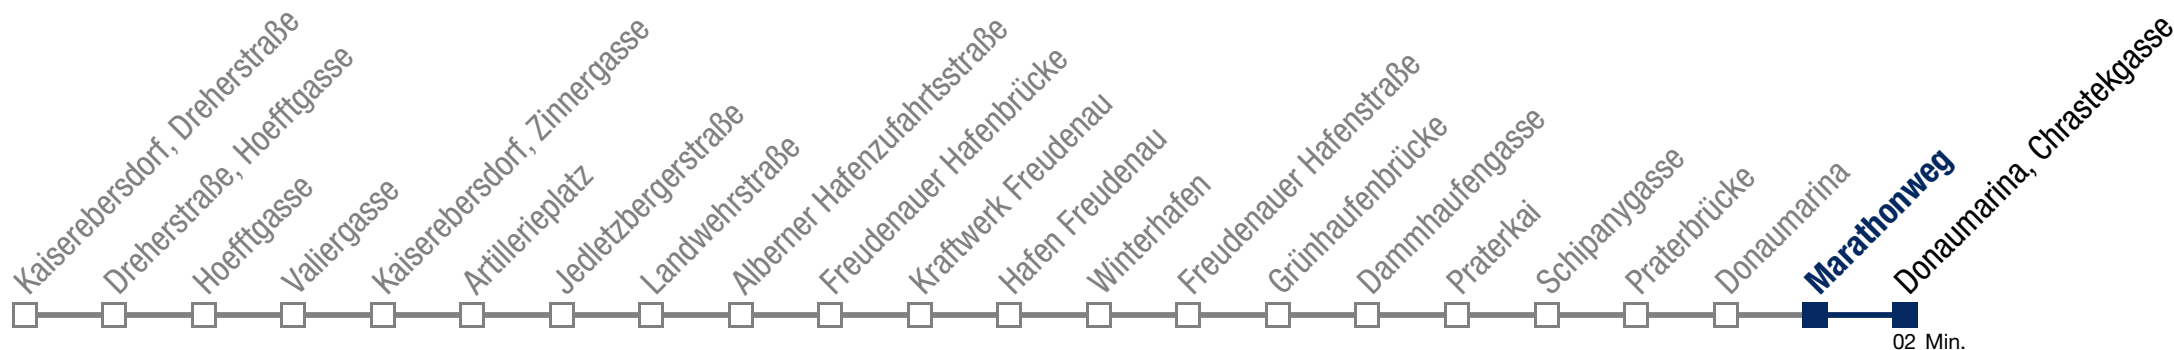 Kaiserebersdorf, Dreherstraße
Dreherstraße, Hoefftgasse
Hoefftgasse
Valiergasse
Kaiserebersdorf, Zinnergasse
Artillerieplatz
Jedletzbergerstraße
Landwehrstraße
Alberner Hafenzufahrtsstraße
Freudenauer Hafenbrücke
Kraftwerk Freudenau
Hafen Freudenau
Winterhafen
Freudenauer Hafenstraße
Grünhaufenbrücke
Dammhaufengasse
Praterkai
Schipanygasse
Praterbrücke
Donaumarina
Marathonweg
Donaumarina, Chrastekgasse
02 Min.